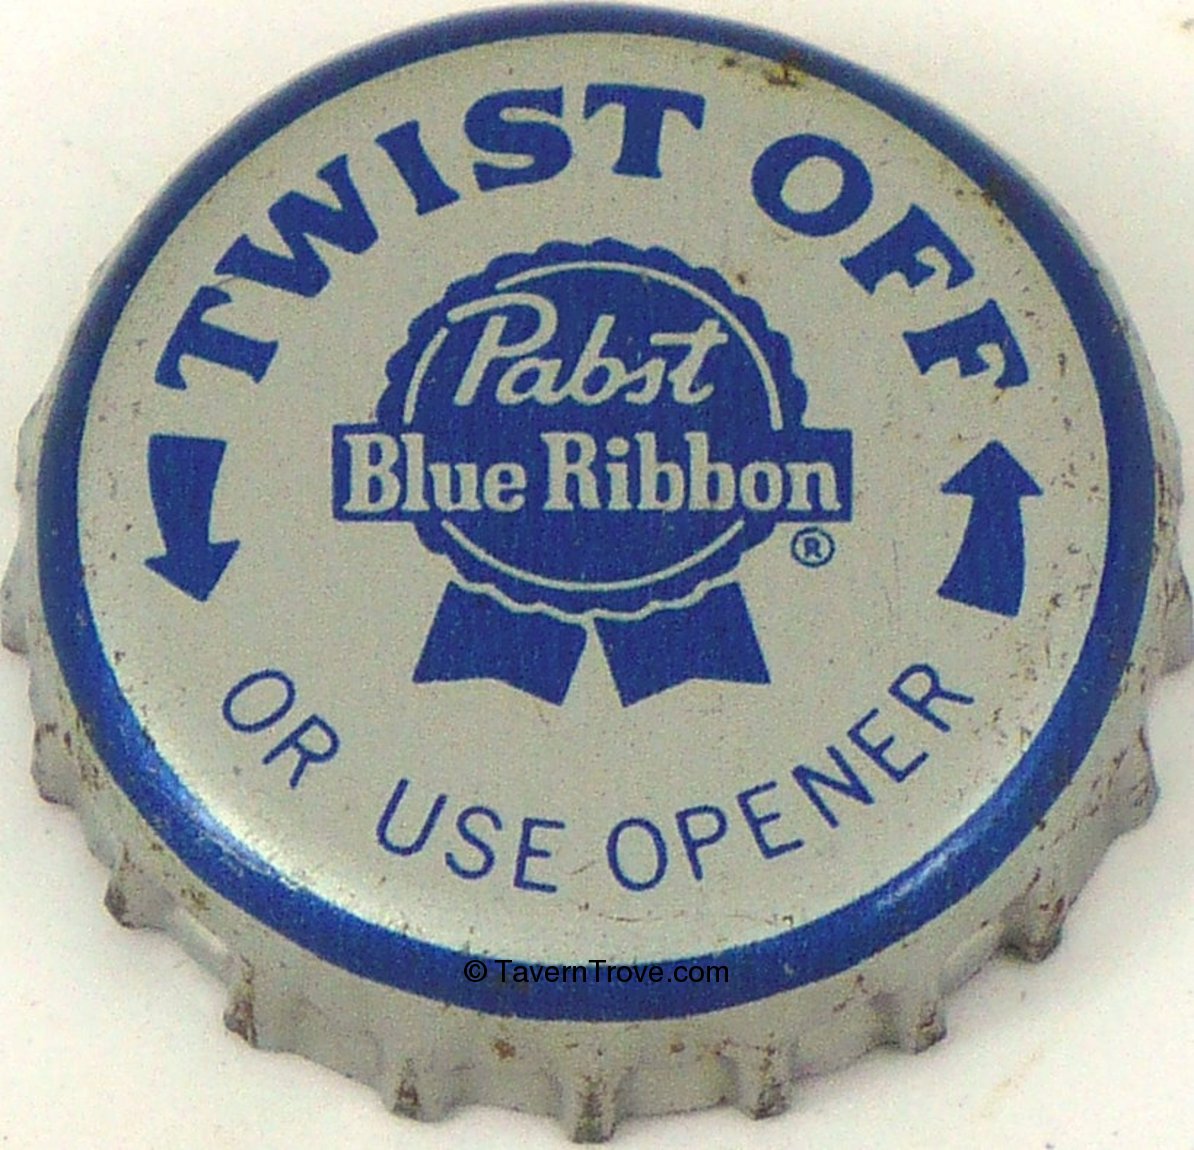 TWIST OFF
Pabst
Blue Ribbon
®
OR USE OPENER
© TavernTrove.com